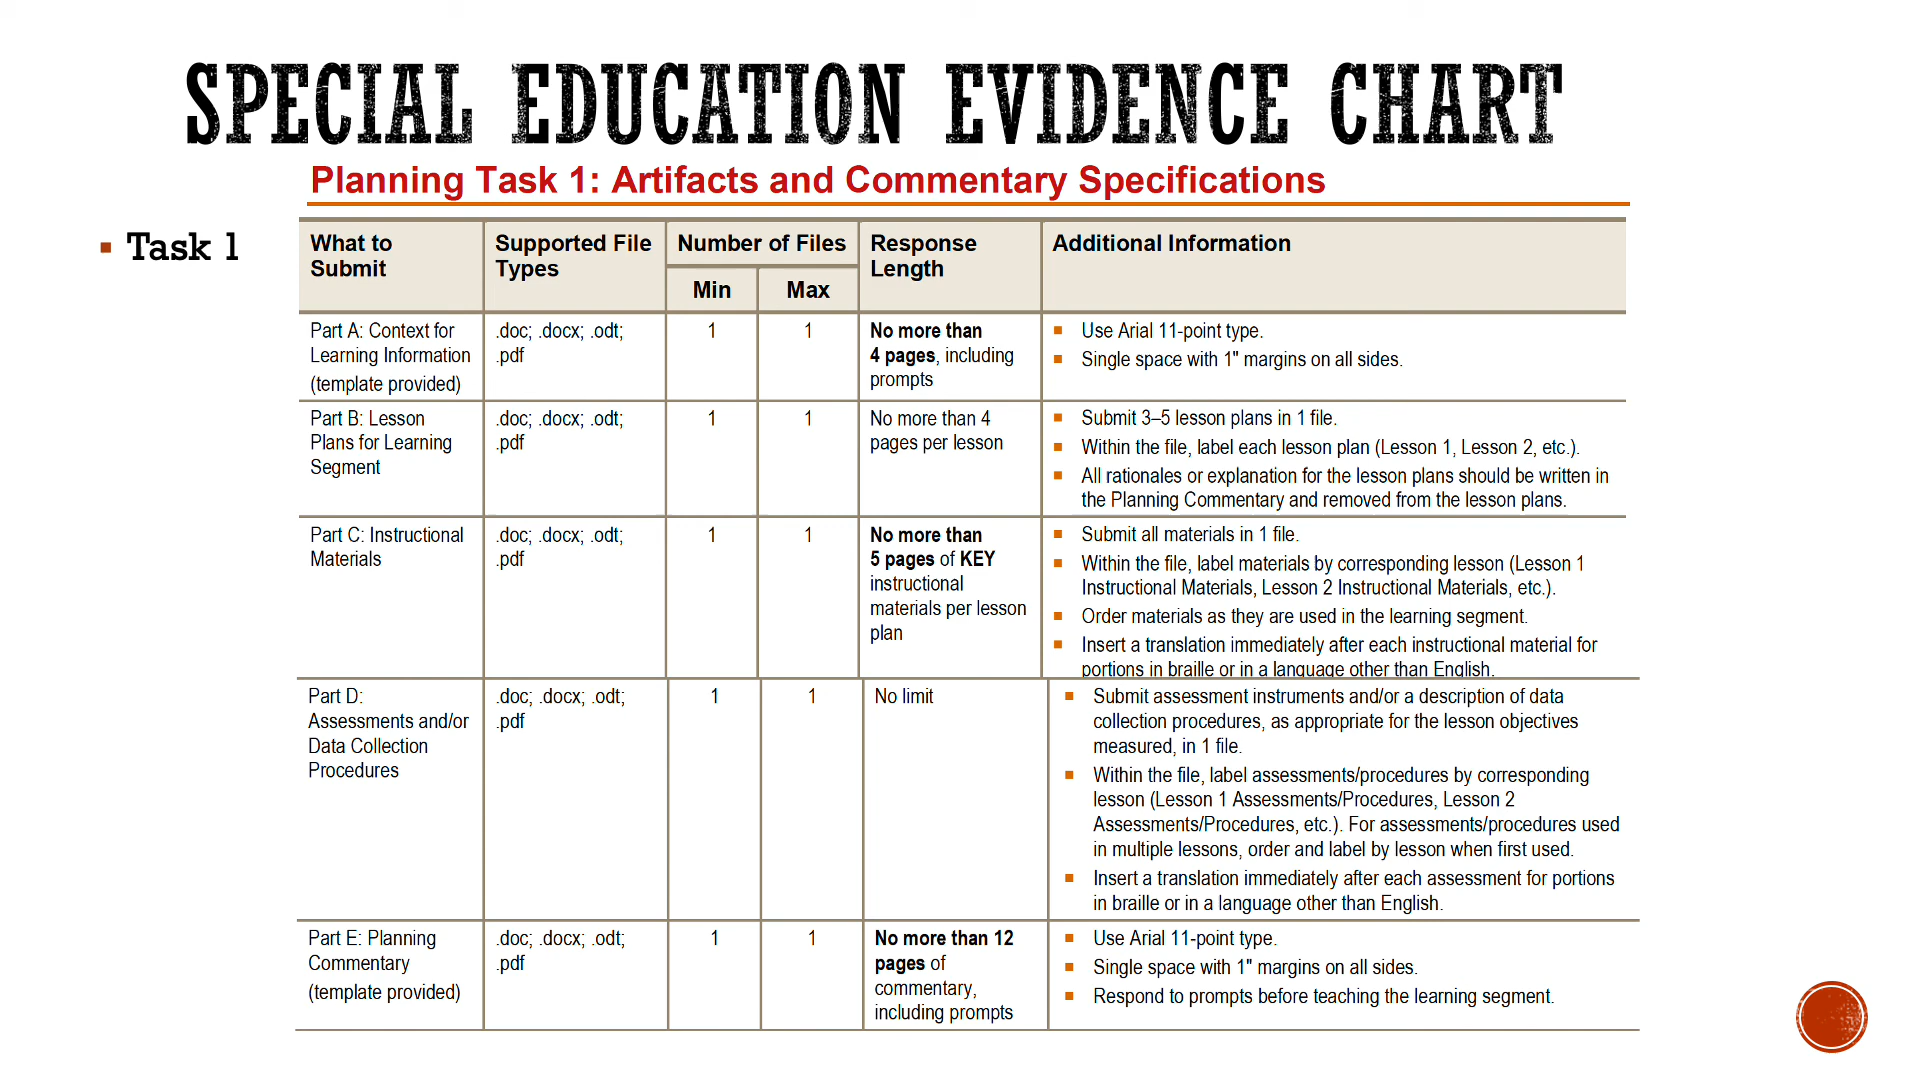 SPECIAL EDUCATION EVIDENCE CHART
Planning Task 1: Artifacts and Commentary Specifications
▪ Task 1
What to
Submit
Supported File
Types
Number of Files
Min
Max
Response
Length
Additional Information
Part A: Context for
Learning Information
(template provided)
.doc; .docx; .odt;
.pdf
1
1
No more than
4 pages, including
prompts
▪ Use Arial 11-point type.
▪ Single space with 1" margins on all sides.
Part B: Lesson
Plans for Learning
Segment
.doc; .docx; .odt;
.pdf
1
1
No more than 4
pages per lesson
▪ Submit 3–5 lesson plans in 1 file.
▪ Within the file, label each lesson plan (Lesson 1, Lesson 2, etc.).
▪ All rationales or explanation for the lesson plans should be written in
the Planning Commentary and removed from the lesson plans.
Part C: Instructional
Materials
.doc; .docx; .odt;
.pdf
1
1
No more than
5 pages of KEY
instructional
materials per lesson
plan
▪ Submit all materials in 1 file.
▪ Within the file, label materials by corresponding lesson (Lesson 1
Instructional Materials, Lesson 2 Instructional Materials, etc.).
▪ Order materials as they are used in the learning segment.
▪ Insert a translation immediately after each instructional material for
portions in braille or in a language other than English.
Part D:
Assessments and/or
Data Collection
Procedures
.doc; .docx; .odt;
.pdf
1
1
No limit
▪ Submit assessment instruments and/or a description of data
collection procedures, as appropriate for the lesson objectives
measured, in 1 file.
▪ Within the file, label assessments/procedures by corresponding
lesson (Lesson 1 Assessments/Procedures, Lesson 2
Assessments/Procedures, etc.). For assessments/procedures used
in multiple lessons, order and label by lesson when first used.
▪ Insert a translation immediately after each assessment for portions
in braille or in a language other than English.
Part E: Planning
Commentary
(template provided)
.doc; .docx; .odt;
.pdf
1
1
No more than 12
pages of
commentary,
including prompts
▪ Use Arial 11-point type.
▪ Single space with 1" margins on all sides.
▪ Respond to prompts before teaching the learning segment.